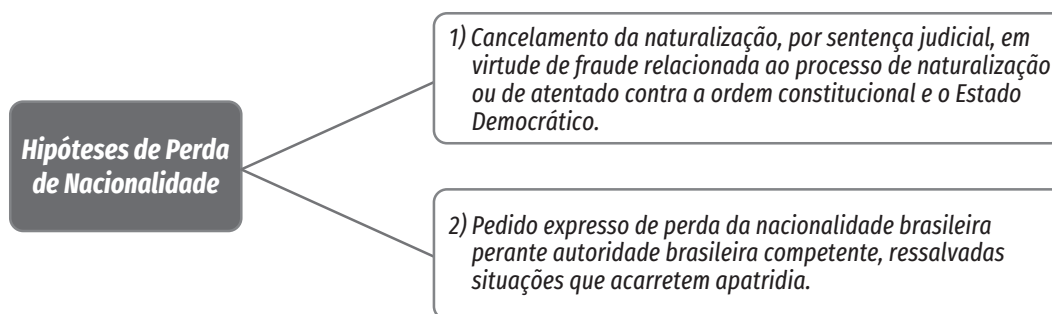 Hipóteses de Perda
de Nacionalidade
1) Cancelamento da naturalização, por sentença judicial, em
virtude de fraude relacionada ao processo de naturalização
ou de atentado contra a ordem constitucional e o Estado
Democrático.
2) Pedido expresso de perda da nacionalidade brasileira
perante autoridade brasileira competente, ressalvadas
situações que acarretem apatridia.